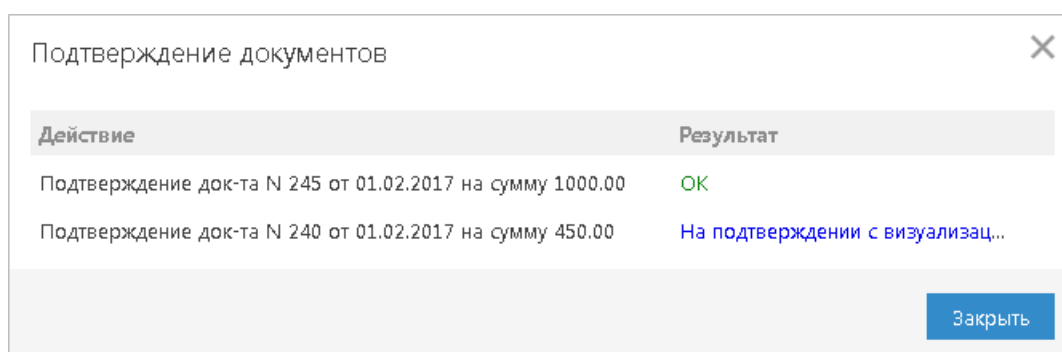 Подтверждение документов
Действие Результат
Подтверждение док-та N 245 от 01.02.2017 на сумму 1000.00 OK
Подтверждение док-та N 240 от 01.02.2017 на сумму 450.00 На подтверждении с визуализац...
Закрыть